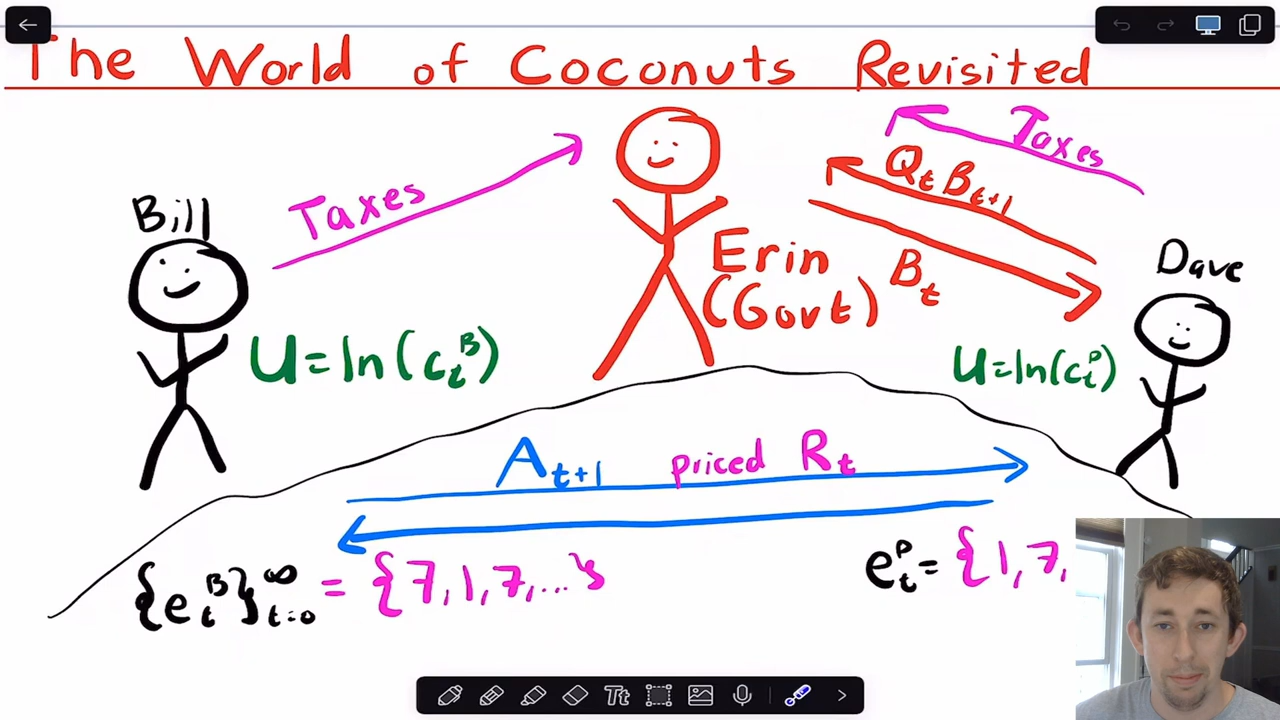 The World of Coconuts Revisited
Taxes
Taxes
Q_t B_{t+1}
Bill
Erin
(Govt)
B_t
Dave
U=ln(c_t^B)
U=ln(c_t^D)
A_{t+1} priced R_t
{e_t^B}_{t=0}^∞ = {7,1,7,...}
e_t^D = {1,7,
Tt